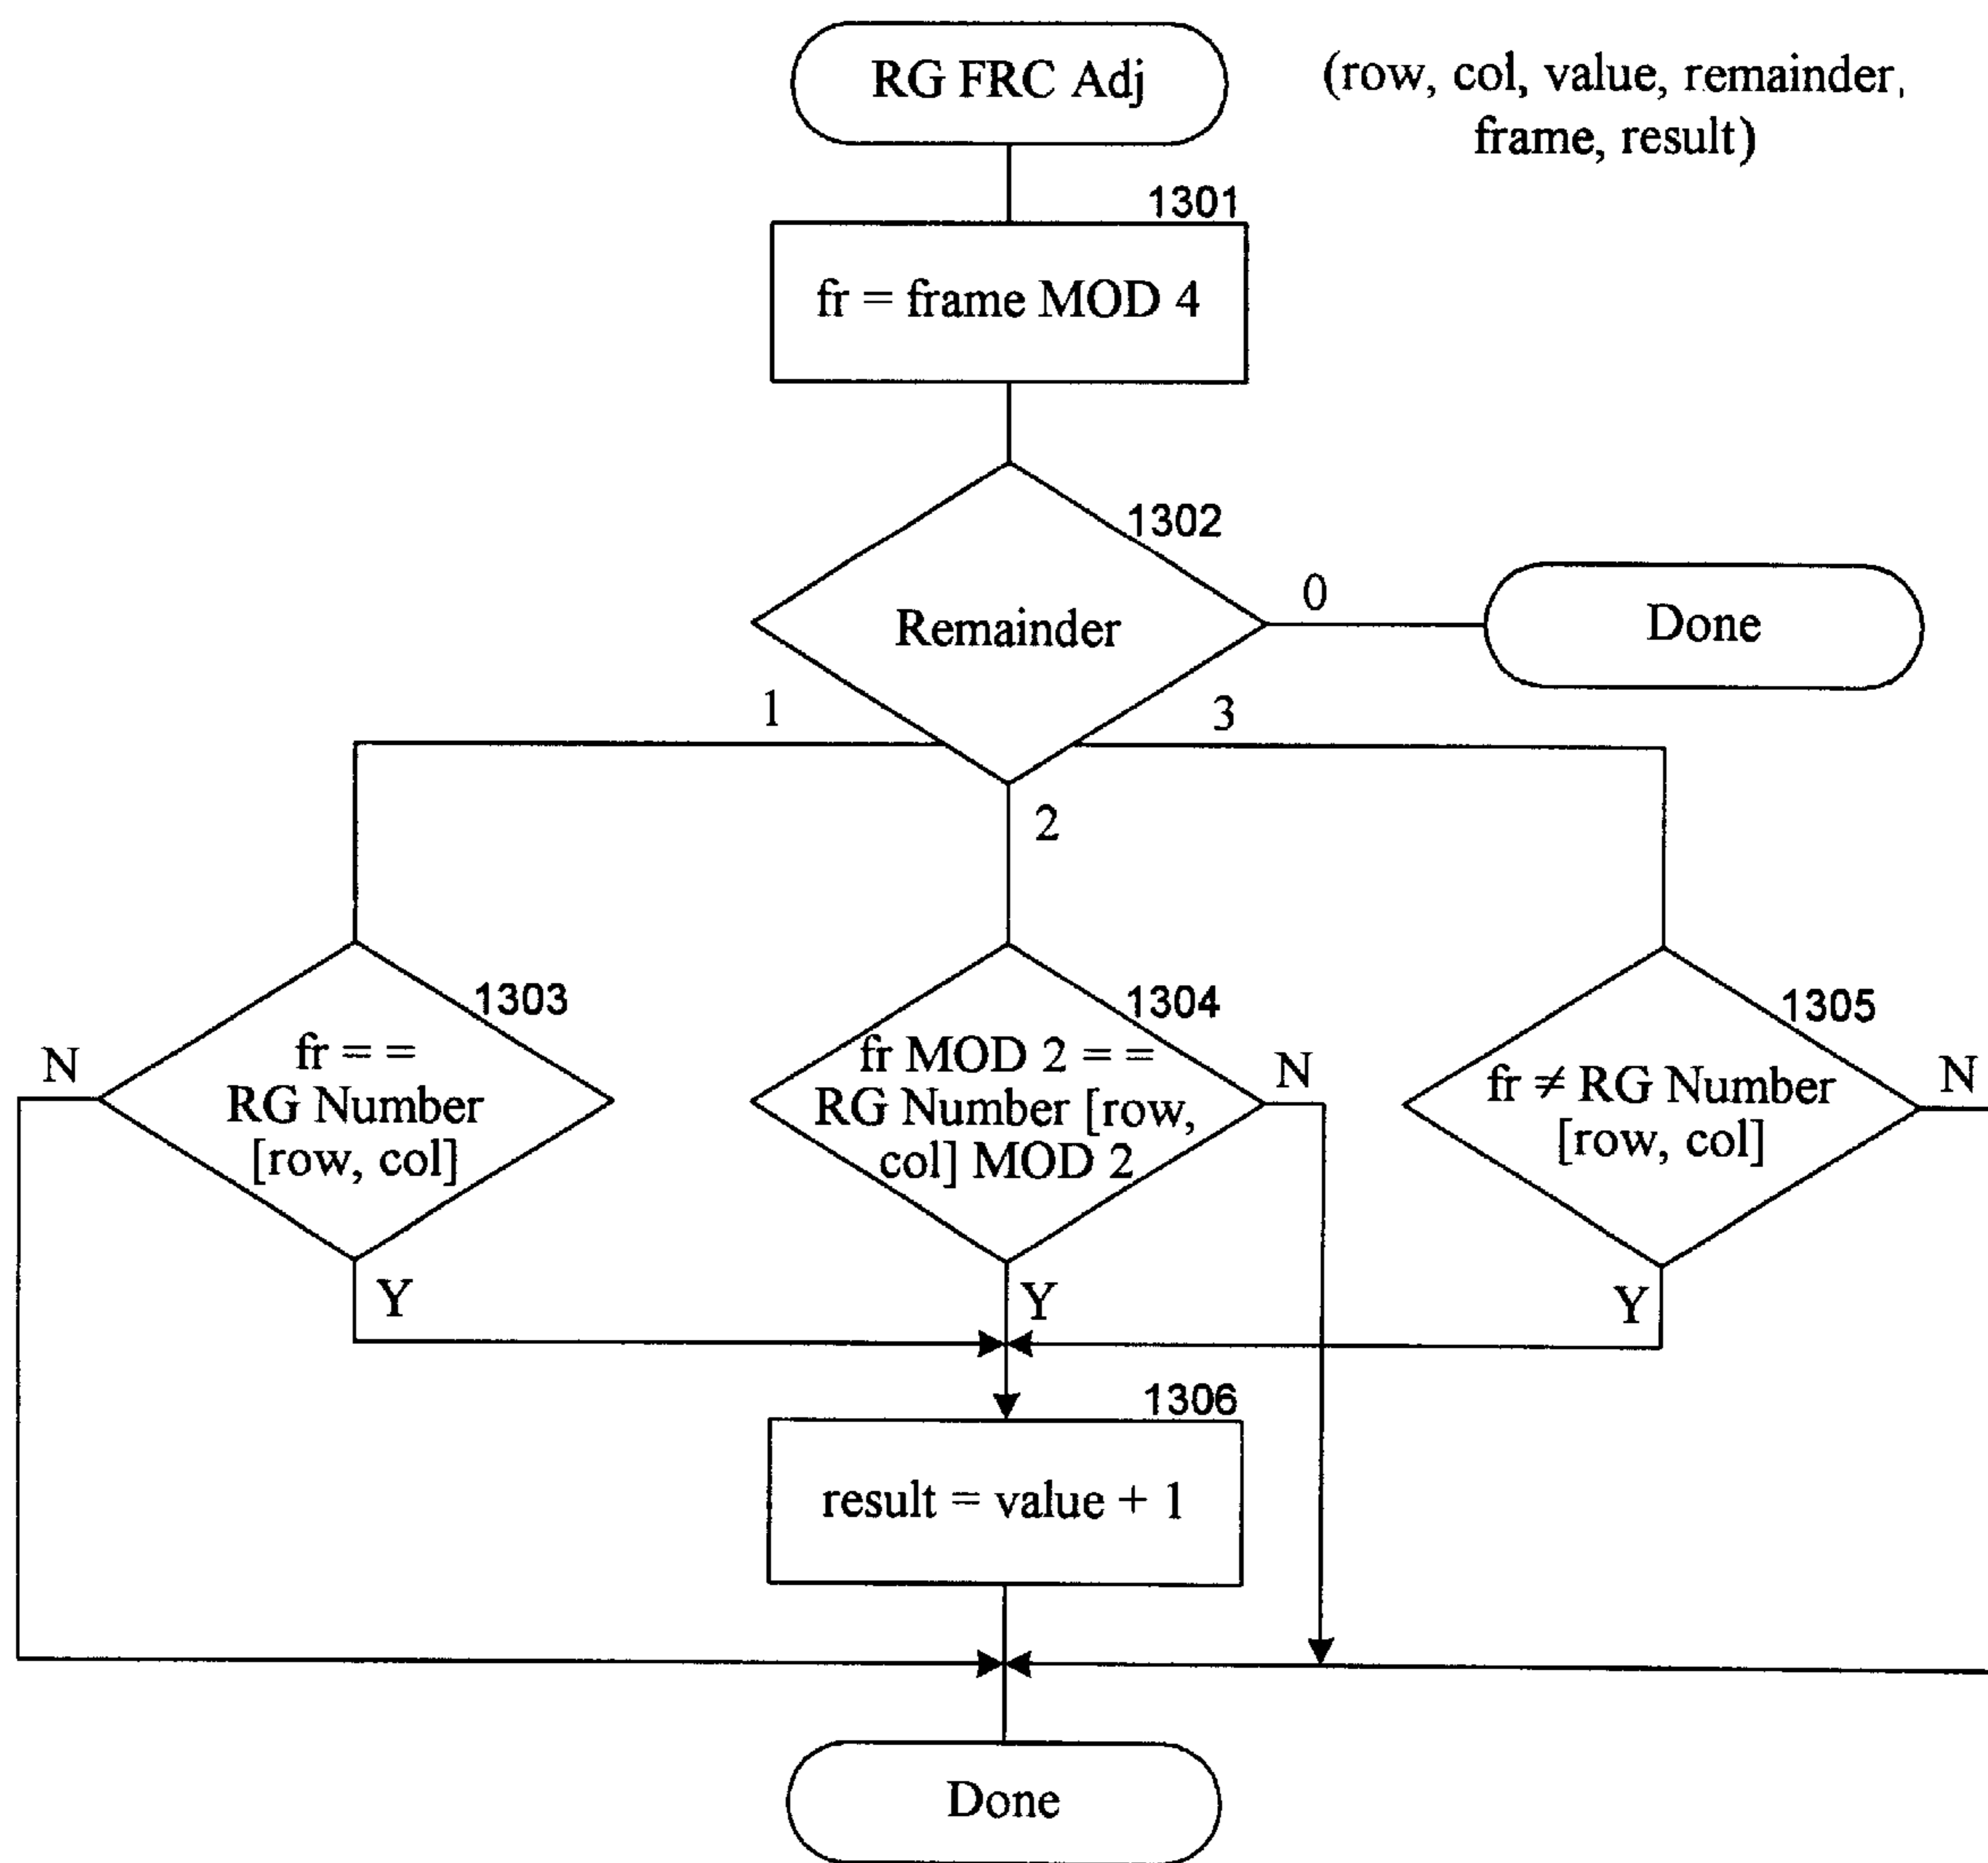 RG FRC Adj
(row, col, value, remainder,
frame, result)
1301
fr = frame MOD 4
1302
Remainder
0
Done
1
3
2
1303
fr = =
RG Number
[row, col]
N
Y
1304
fr MOD 2 = =
RG Number [row,
col] MOD 2
N
Y
1305
fr ≠ RG Number
[row, col]
N
Y
1306
result = value + 1
Done